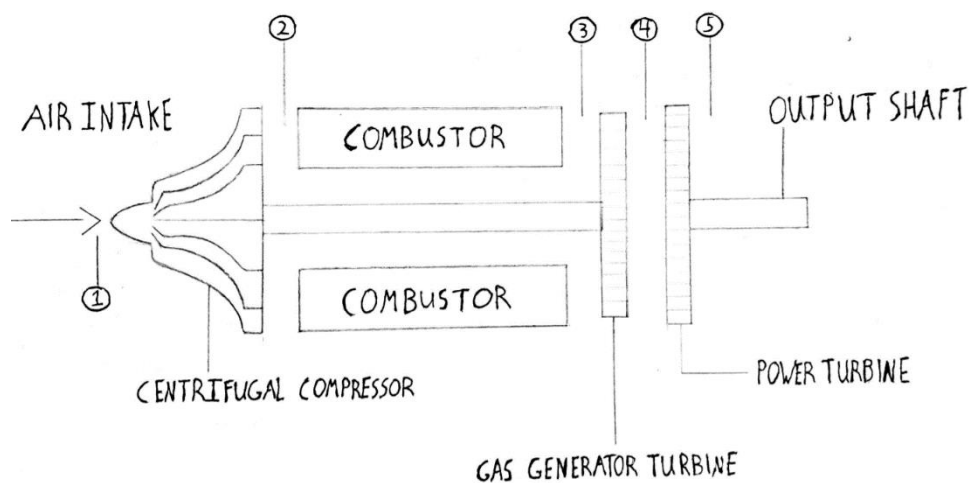 ②
③
④
⑤
AIR INTAKE
COMBUSTOR
OUTPUT SHAFT
①
COMBUSTOR
CENTRIFUGAL COMPRESSOR
POWER TURBINE
GAS GENERATOR TURBINE